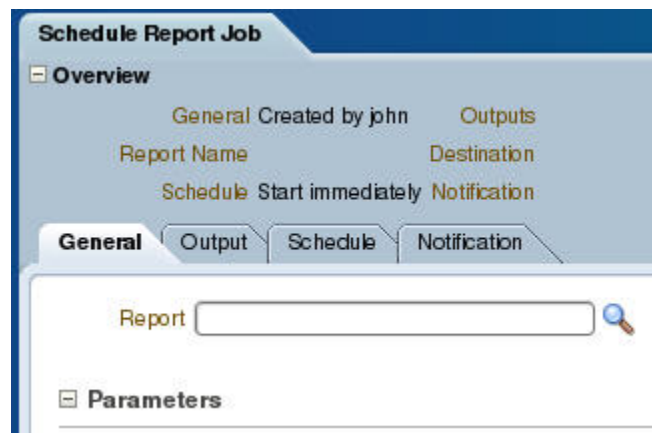 Schedule Report Job
Overview
General Created by john Outputs
Report Name Destination
Schedule Start immediately Notification
General Output Schedule Notification
Report
Parameters